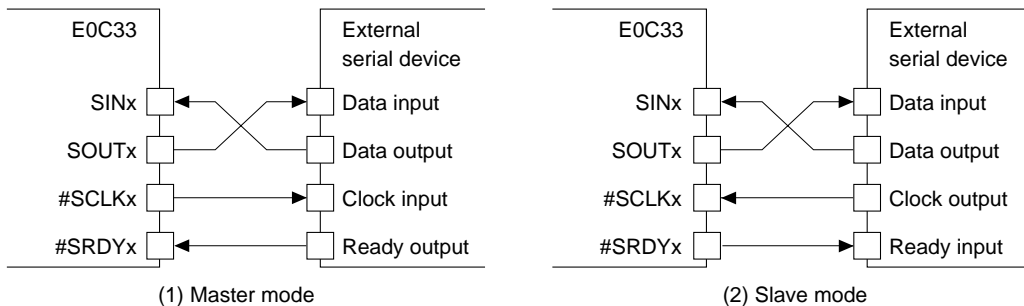 E0C33
External
serial device
SINx
Data input
SOUTx
Data output
#SCLKx
Clock input
#SRDYx
Ready output
(1) Master mode
E0C33
External
serial device
SINx
Data input
SOUTx
Data output
#SCLKx
Clock output
#SRDYx
Ready input
(2) Slave mode